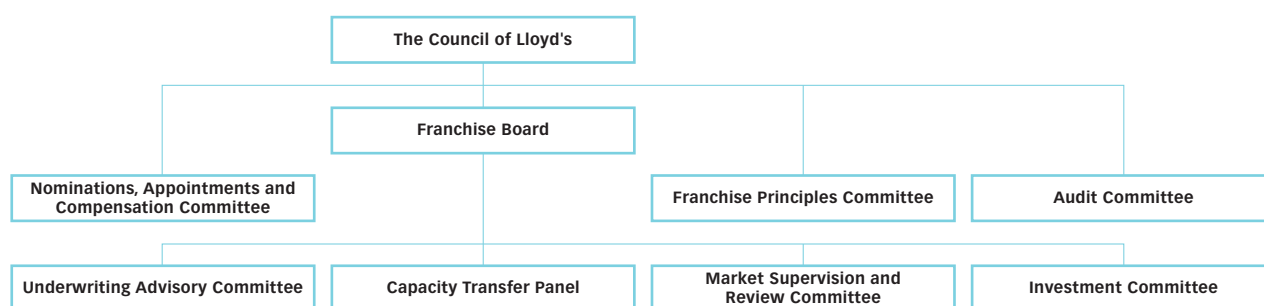 The Council of Lloyd's
Franchise Board
Nominations, Appointments and
Compensation Committee
Franchise Principles Committee
Audit Committee
Underwriting Advisory Committee
Capacity Transfer Panel
Market Supervision and
Review Committee
Investment Committee